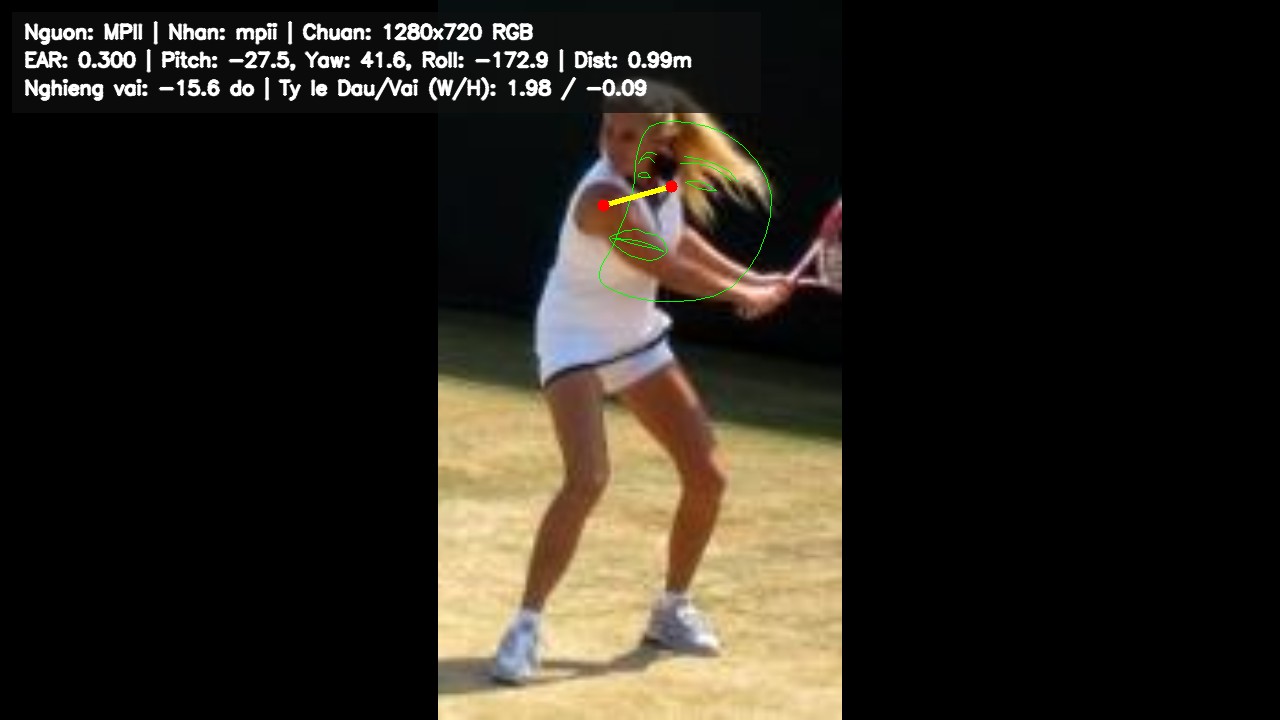 Nguon: MPII | Nhan: mpii | Chuan: 1280x720 RGB
EAR: 0.300 | Pitch: -27.5, Yaw: 41.6, Roll: -172.9 | Dist: 0.99m
Nghieng vai: -15.6 do | Ty le Dau/Vai (W/H): 1.98 / -0.09